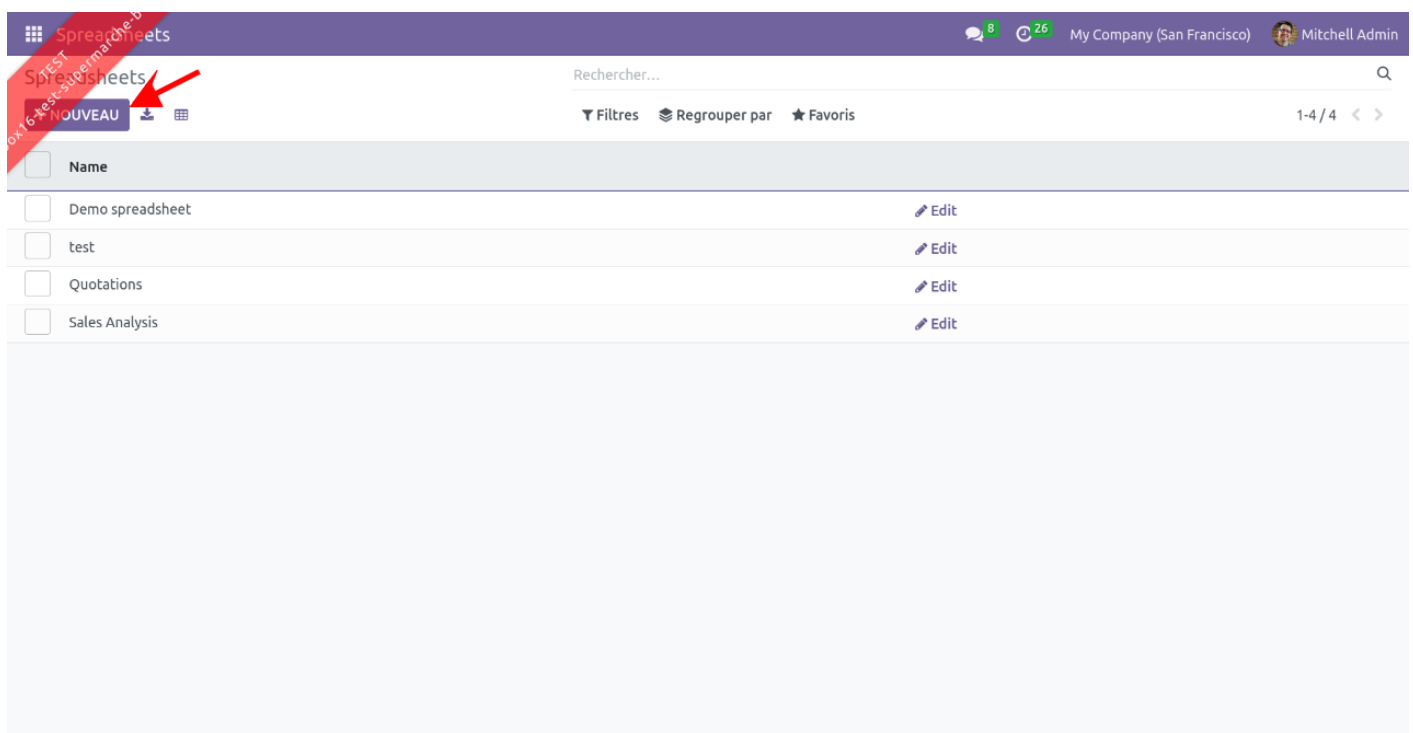 Spreadsheets
8 26 My Company (San Francisco) Mitchell Admin
TEST
Spreadsheets
Rechercher...
NOUVEAU
Filtres Regrouper par Favoris
1-4 / 4
Name
Demo spreadsheet Edit
test Edit
Quotations Edit
Sales Analysis Edit